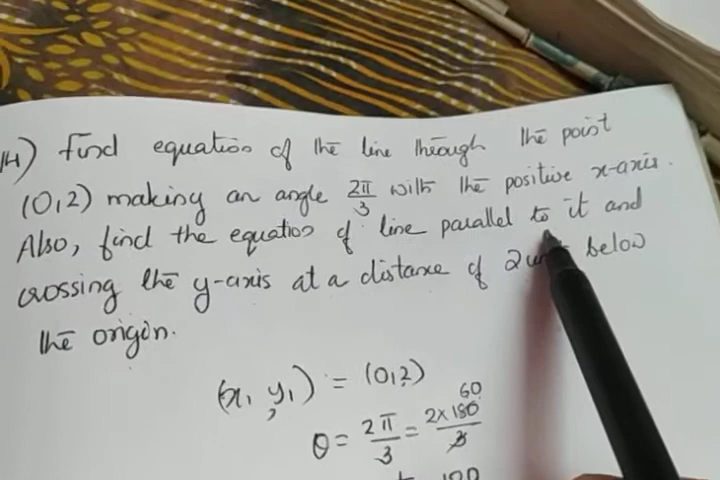 14) Find equation of the line through the point
(0,2) making an angle 2π/3 with the positive x-axis.
Also, find the equation of line parallel to it and
crossing the y-axis at a distance of 2 below
the origin.
(x1, y1) = (0,2)
θ = 2π/3 = 2×180/3 60